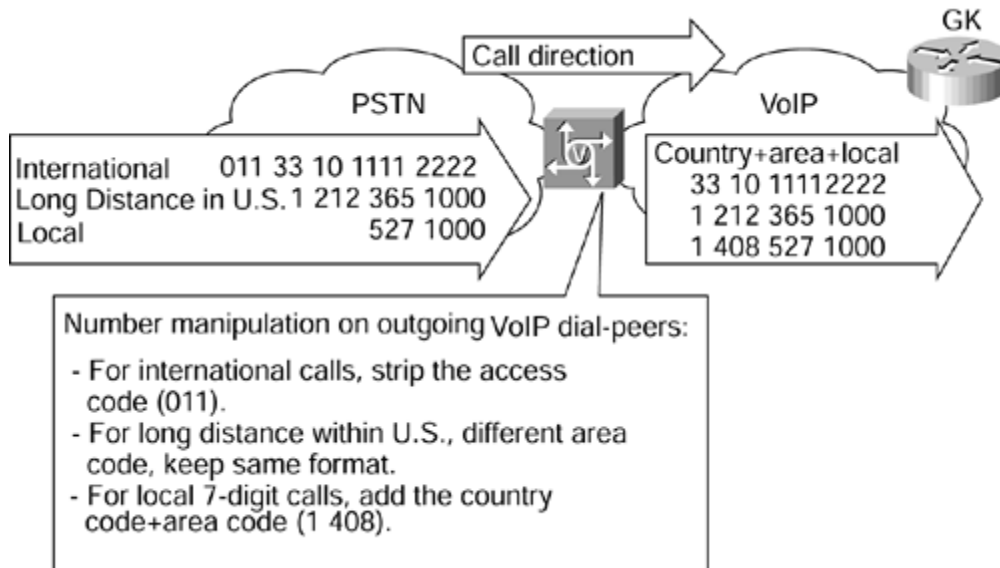 GK
Call direction
PSTN
VoIP
International 011 33 10 1111 2222
Long Distance in U.S. 1 212 365 1000
Local 527 1000
V
Country+area+local
33 10 11112222
1 212 365 1000
1 408 527 1000
Number manipulation on outgoing VoIP dial-peers:
- For international calls, strip the access
code (011).
- For long distance within U.S., different area
code, keep same format.
- For local 7-digit calls, add the country
code+area code (1 408).